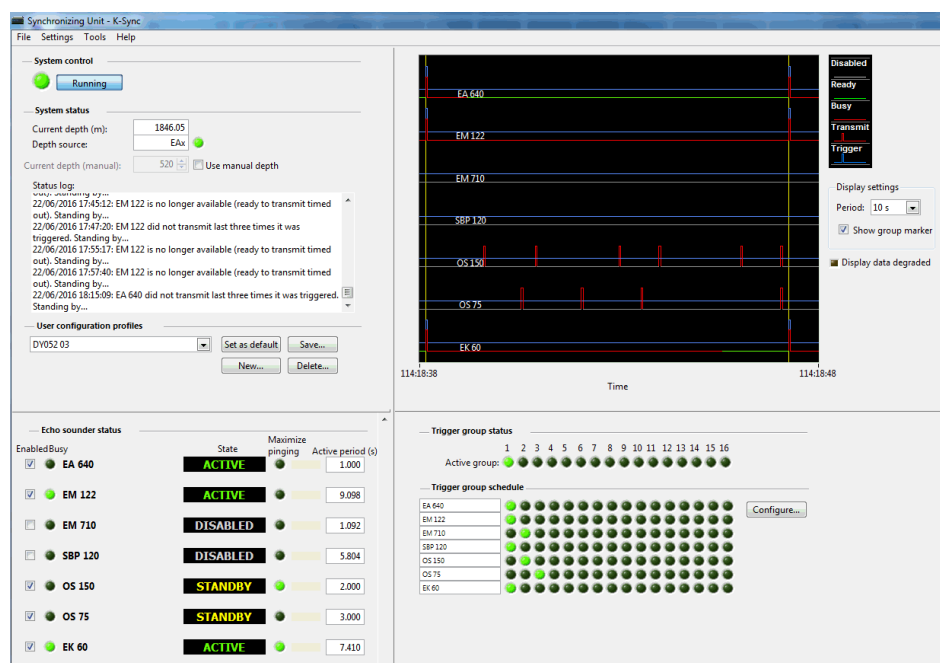 Synchronizing Unit - K-Sync
File Settings Tools Help
System control
Running
System status
Current depth (m): 1846.05
Depth source: EAx
Current depth (manual): 520 Use manual depth
Status log:
out). Standing by...
22/06/2016 17:45:12: EM 122 is no longer available (ready to transmit timed
out). Standing by...
22/06/2016 17:47:20: EM 122 did not transmit last three times it was
triggered. Standing by...
22/06/2016 17:55:17: EM 122 is no longer available (ready to transmit timed
out). Standing by...
22/06/2016 17:57:40: EM 122 is no longer available (ready to transmit timed
out). Standing by...
22/06/2016 18:15:09: EA 640 did not transmit last three times it was triggered.
Standing by...
User configuration profiles
DY052 03 Set as default Save...
New... Delete...
EA 640
EM 122
EM 710
SBP 120
OS 150
OS 75
EK 60
114:18:38 114:18:48
Time
Disabled
Ready
Busy
Transmit
Trigger
Display settings
Period: 10 s
Show group marker
Display data degraded
Echo sounder status
Enabled Busy State Maximize pinging Active period (s)
EA 640 ACTIVE 1.000
EM 122 ACTIVE 9.098
EM 710 DISABLED 1.092
SBP 120 DISABLED 5.804
OS 150 STANDBY 2.000
OS 75 STANDBY 3.000
EK 60 ACTIVE 7.410
Trigger group status
1 2 3 4 5 6 7 8 9 10 11 12 13 14 15 16
Active group:
Trigger group schedule
EA 640
EM 122
EM 710
SBP 120
OS 150
OS 75
EK 60
Configure...